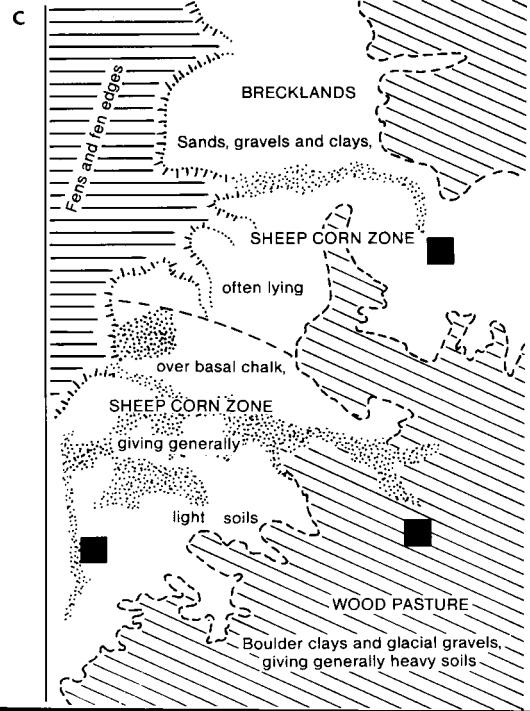 C
Fens and fen edges
BRECKLANDS
Sands, gravels and clays,
SHEEP CORN ZONE
often lying
over basal chalk,
SHEEP CORN ZONE
giving generally
light soils
WOOD PASTURE
Boulder clays and glacial gravels,
giving generally heavy soils